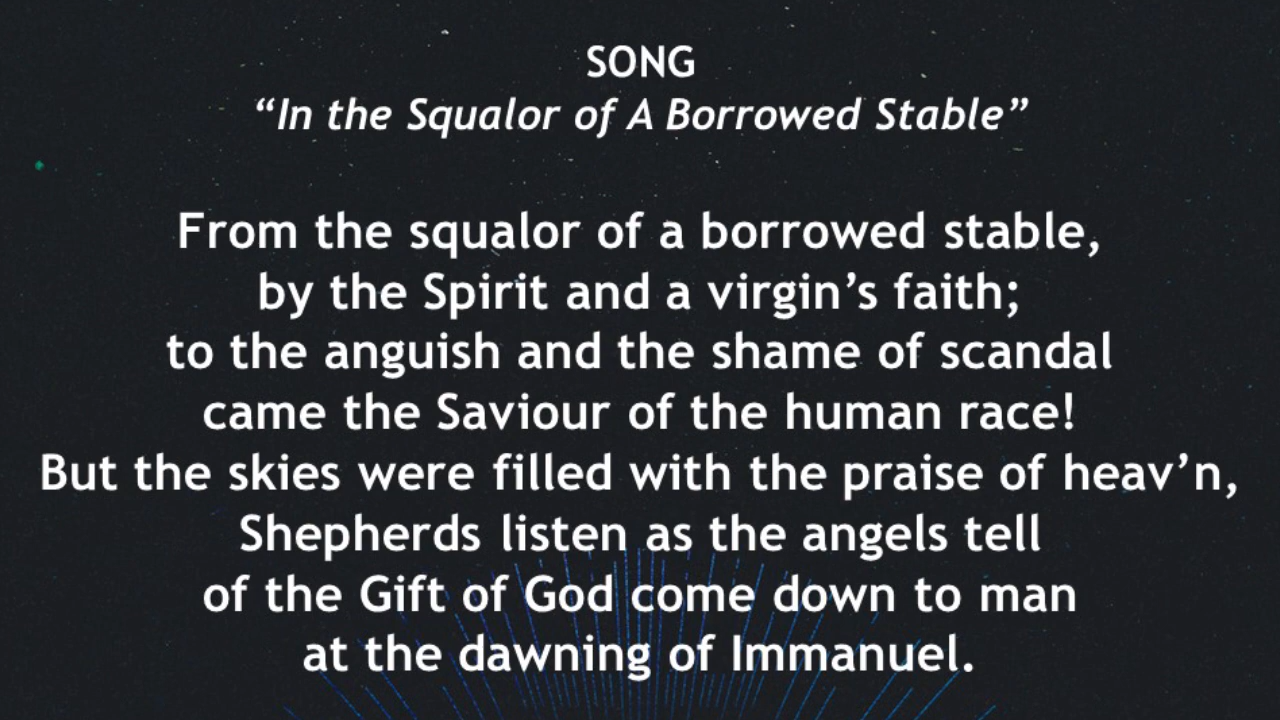 SONG
“In the Squalor of A Borrowed Stable”
From the squalor of a borrowed stable,
by the Spirit and a virgin’s faith;
to the anguish and the shame of scandal
came the Saviour of the human race!
But the skies were filled with the praise of heav’n,
Shepherds listen as the angels tell
of the Gift of God come down to man
at the dawning of Immanuel.